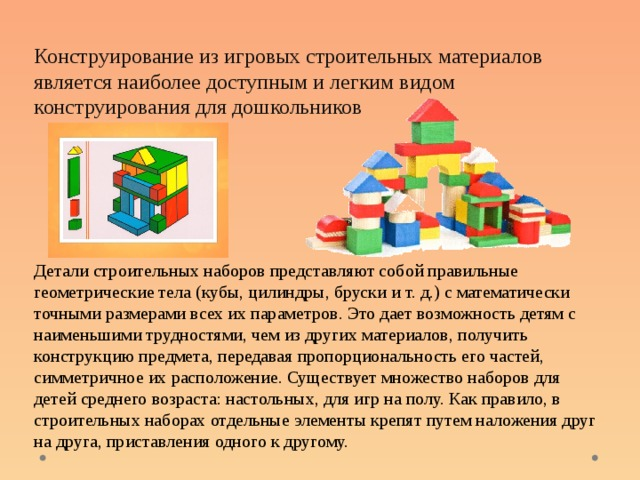 Конструирование из игровых строительных материалов
является наиболее доступным и легким видом
конструирования для дошкольников
Детали строительных наборов представляют собой правильные
геометрические тела (кубы, цилиндры, бруски и т. д.) с математически
точными размерами всех их параметров. Это дает возможность детям с
наименьшими трудностями, чем из других материалов, получить
конструкцию предмета, передавая пропорциональность его частей,
симметричное их расположение. Существует множество наборов для
детей среднего возраста: настольных, для игр на полу. Как правило, в
строительных наборах отдельные элементы крепят путем наложения друг
на друга, приставления одного к другому.